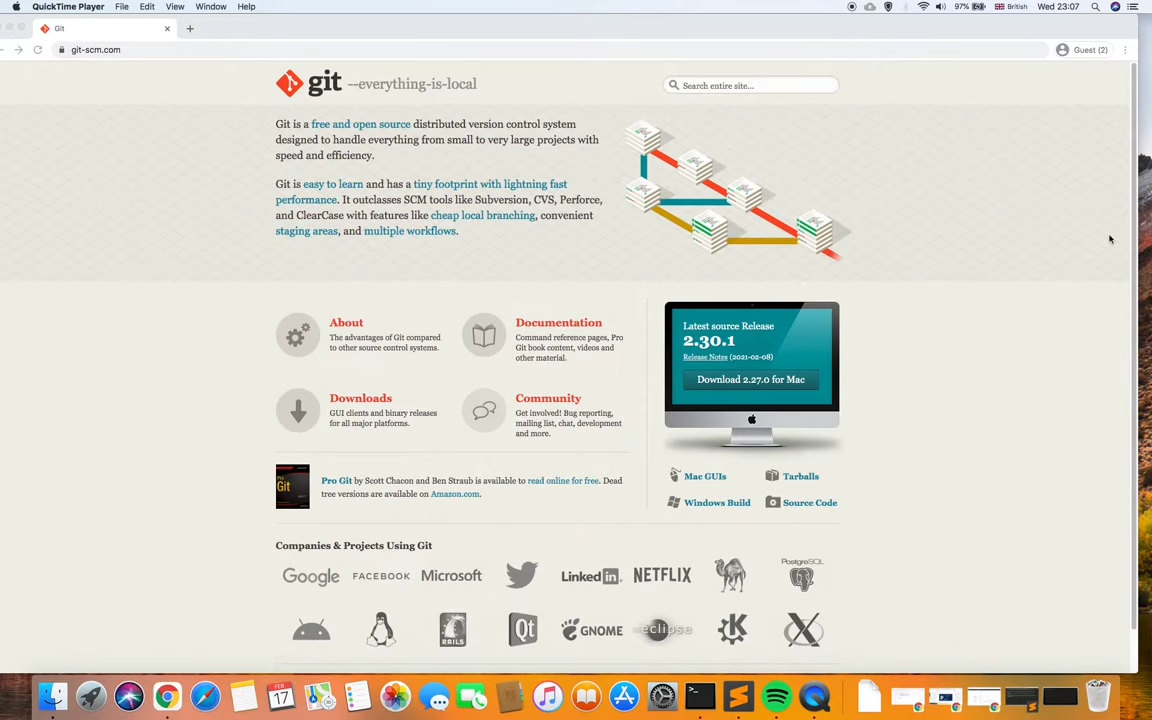 QuickTime Player File Edit View Window Help 97% British Wed 23:07
Git
git-scm.com Guest (2)
git --everything-is-local
Search entire site...
Git is a free and open source distributed version control system
designed to handle everything from small to very large projects with
speed and efficiency.
Git is easy to learn and has a tiny footprint with lightning fast
performance. It outclasses SCM tools like Subversion, CVS, Perforce,
and ClearCase with features like cheap local branching, convenient
staging areas, and multiple workflows.
About
The advantages of Git compared
to other source control systems.
Documentation
Command reference pages, Pro
Git book content, videos and
other material.
Downloads
GUI clients and binary releases
for all major platforms.
Community
Get involved! Bug reporting,
mailing list, chat, development
and more.
Latest source Release
2.30.1
Release Notes (2021-02-08)
Download 2.27.0 for Mac
Mac GUIs
Tarballs
Windows Build
Source Code
Git
Pro Git by Scott Chacon and Ben Straub is available to read online for free. Dead
tree versions are available on Amazon.com.
Companies & Projects Using Git
Google FACEBOOK Microsoft LinkedIn NETFLIX PostgreSQL
RAILS Qt GNOME eclipse
FEB
17